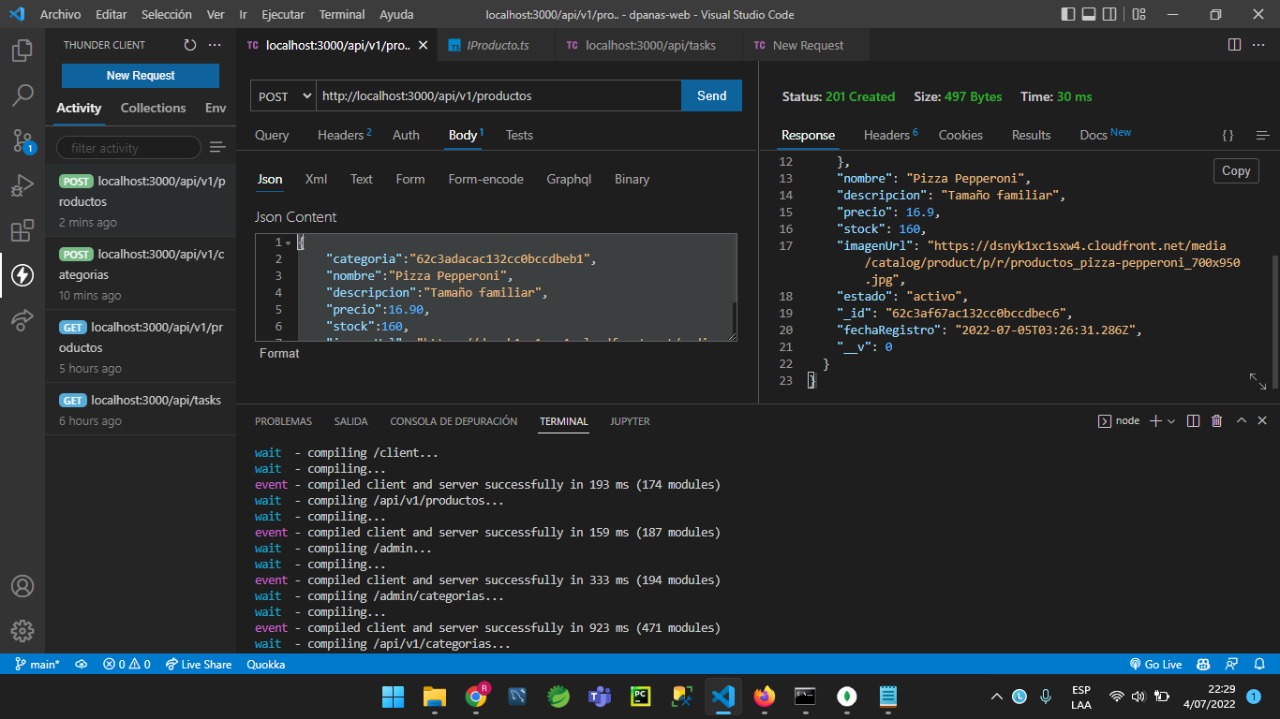 Archivo Editar Selección Ver Ir Ejecutar Terminal Ayuda localhost:3000/api/v1/pro.. - dpanas-web - Visual Studio Code
THUNDER CLIENT
New Request
Activity Collections Env
filter activity
POST localhost:3000/api/v1/p
roductos
2 mins ago
POST localhost:3000/api/v1/c
ategorias
10 mins ago
GET localhost:3000/api/v1/pr
oductos
5 hours ago
GET localhost:3000/api/tasks
6 hours ago
TC localhost:3000/api/v1/pro.. TS IProducto.ts TC localhost:3000/api/tasks TC New Request
POST http://localhost:3000/api/v1/productos Send
Query Headers 2 Auth Body 1 Tests
Json Xml Text Form Form-encode Graphql Binary
Json Content
1 {
2 "categoria":"62c3adacac132cc0bccdbeb1",
3 "nombre":"Pizza Pepperoni",
4 "descripcion":"Tamaño familiar",
5 "precio":16.90,
6 "stock":160,
Format
Status: 201 Created Size: 497 Bytes Time: 30 ms
Response Headers 6 Cookies Results Docs New { }
Copy
12 },
13 "nombre": "Pizza Pepperoni",
14 "descripcion": "Tamaño familiar",
15 "precio": 16.9,
16 "stock": 160,
17 "imagenUrl": "https://dsnyk1xc1sxw4.cloudfront.net/media
/catalog/product/p/r/productos_pizza-pepperoni_700x950
.jpg",
18 "estado": "activo",
19 "_id": "62c3af67ac132cc0bccdbec6",
20 "fechaRegistro": "2022-07-05T03:26:31.286Z",
21 "__v": 0
22 }
23 }
PROBLEMAS SALIDA CONSOLA DE DEPURACIÓN TERMINAL JUPYTER node
wait - compiling /client...
wait - compiling...
event - compiled client and server successfully in 193 ms (174 modules)
wait - compiling /api/v1/productos...
wait - compiling...
event - compiled client and server successfully in 159 ms (187 modules)
wait - compiling /admin...
wait - compiling...
event - compiled client and server successfully in 333 ms (194 modules)
wait - compiling /admin/categorias...
wait - compiling...
event - compiled client and server successfully in 923 ms (471 modules)
wait - compiling /api/v1/categorias...
1
main* 0 0 Live Share Quokka Go Live
R
PC
ESP
LAA
22:29
4/07/2022
1